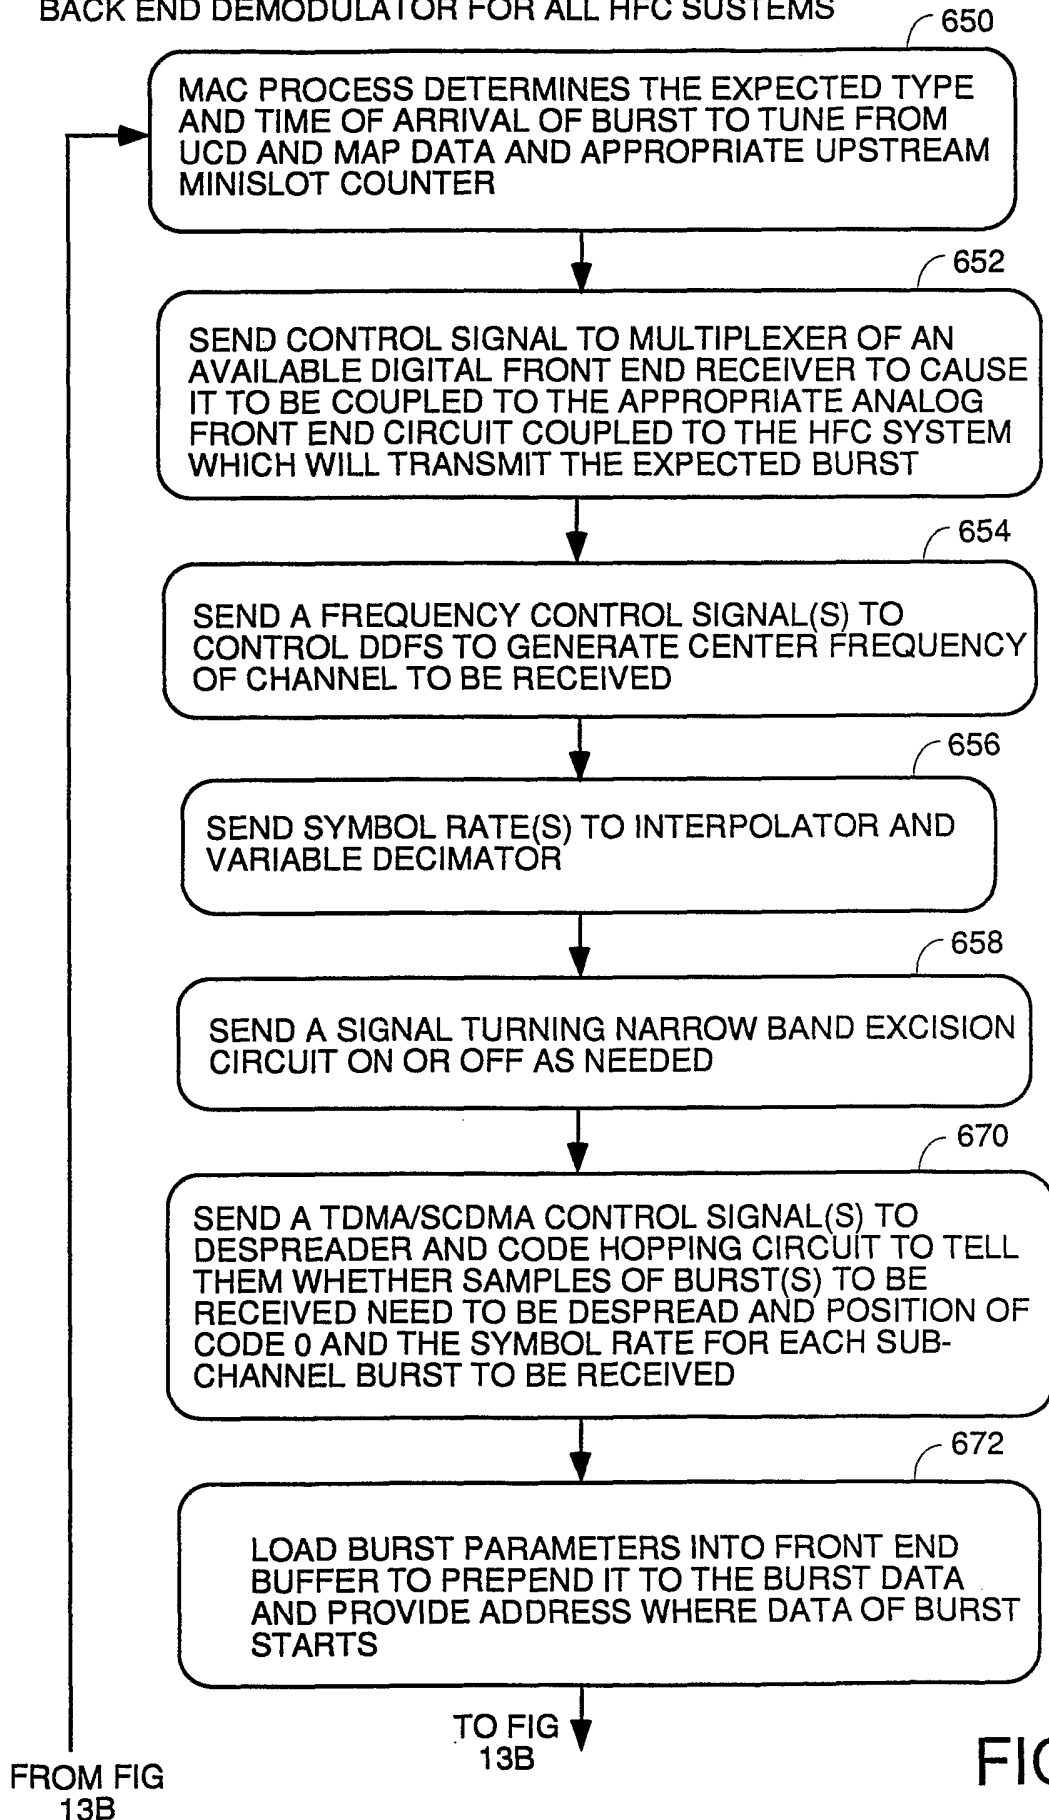 BACK END DEMODULATOR FOR ALL HFC SUSTEMS
650
MAC PROCESS DETERMINES THE EXPECTED TYPE
AND TIME OF ARRIVAL OF BURST TO TUNE FROM
UCD AND MAP DATA AND APPROPRIATE UPSTREAM
MINISLOT COUNTER
652
SEND CONTROL SIGNAL TO MULTIPLEXER OF AN
AVAILABLE DIGITAL FRONT END RECEIVER TO CAUSE
IT TO BE COUPLED TO THE APPROPRIATE ANALOG
FRONT END CIRCUIT COUPLED TO THE HFC SYSTEM
WHICH WILL TRANSMIT THE EXPECTED BURST
654
SEND A FREQUENCY CONTROL SIGNAL(S) TO
CONTROL DDFS TO GENERATE CENTER FREQUENCY
OF CHANNEL TO BE RECEIVED
656
SEND SYMBOL RATE(S) TO INTERPOLATOR AND
VARIABLE DECIMATOR
658
SEND A SIGNAL TURNING NARROW BAND EXCISION
CIRCUIT ON OR OFF AS NEEDED
670
SEND A TDMA/SCDMA CONTROL SIGNAL(S) TO
DESPREADER AND CODE HOPPING CIRCUIT TO TELL
THEM WHETHER SAMPLES OF BURST(S) TO BE
RECEIVED NEED TO BE DESPREAD AND POSITION OF
CODE 0 AND THE SYMBOL RATE FOR EACH SUB-
CHANNEL BURST TO BE RECEIVED
672
LOAD BURST PARAMETERS INTO FRONT END
BUFFER TO PREPEND IT TO THE BURST DATA
AND PROVIDE ADDRESS WHERE DATA OF BURST
STARTS
TO FIG
13B
FROM FIG
13B